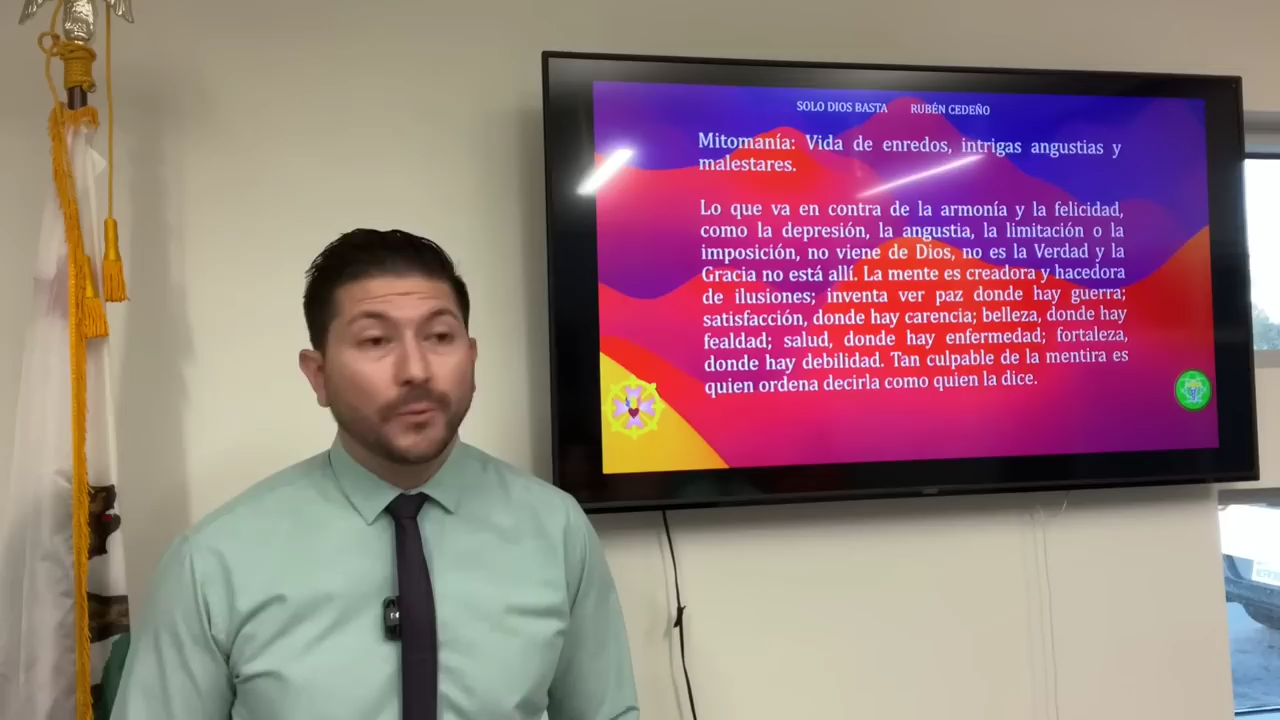 SOLO DIOS BASTA RUBÉN CEDEÑO
Mitomanía: Vida de enredos, intrigas angustias y
malestares.
Lo que va en contra de la armonía y la felicidad,
como la depresión, la angustia, la limitación o la
imposición, no viene de Dios, no es la Verdad y la
Gracia no está allí. La mente es creadora y hacedora
de ilusiones; inventa ver paz donde hay guerra;
satisfacción, donde hay carencia; belleza, donde hay
fealdad; salud, donde hay enfermedad; fortaleza,
donde hay debilidad. Tan culpable de la mentira es
quien ordena decirla como quien la dice.